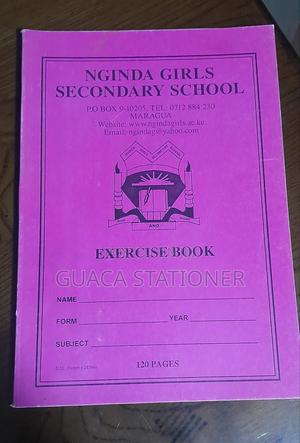 NGINDA GIRLS
SECONDARY SCHOOL
P.O BOX 9-10205, TEL: 0712 884 230
MARAGUA
Website: www.ngindagirls.ac.ke
Email: ngindag@yahoo.com
AND
EXERCISE BOOK
GUACA STATIONER
NAME
FORM YEAR
SUBJECT
120 PAGES